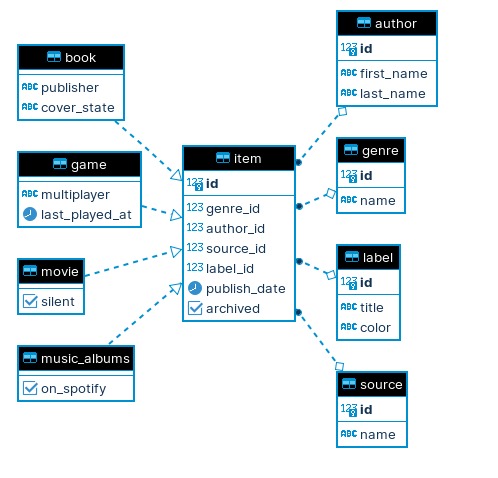 book
ABC publisher
ABC cover_state
game
ABC multiplayer
last_played_at
movie
silent
music_albums
on_spotify
item
123 id
123 genre_id
123 author_id
123 source_id
123 label_id
publish_date
archived
author
123 id
ABC first_name
ABC last_name
genre
123 id
ABC name
label
123 id
ABC title
ABC color
source
123 id
ABC name